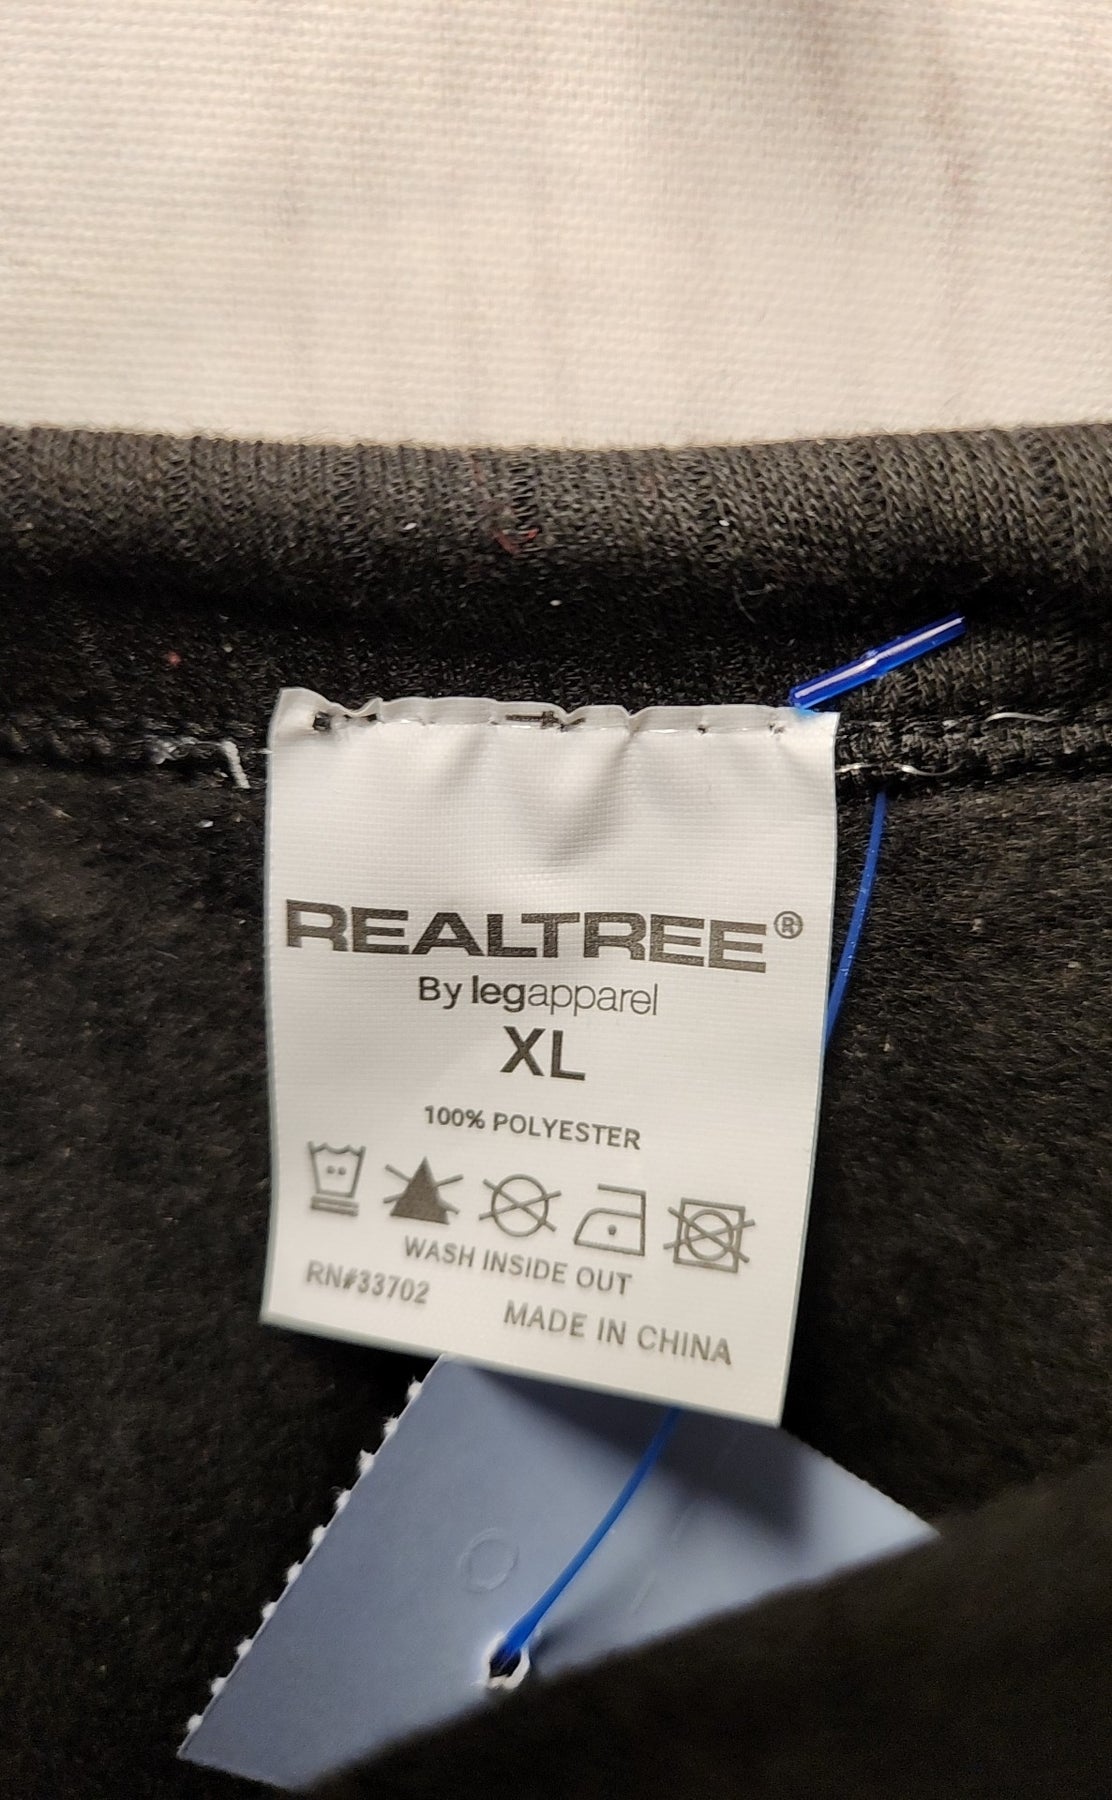 REALTREE®
By legapparel
XL
100% POLYESTER
WASH INSIDE OUT
RN#33702
MADE IN CHINA